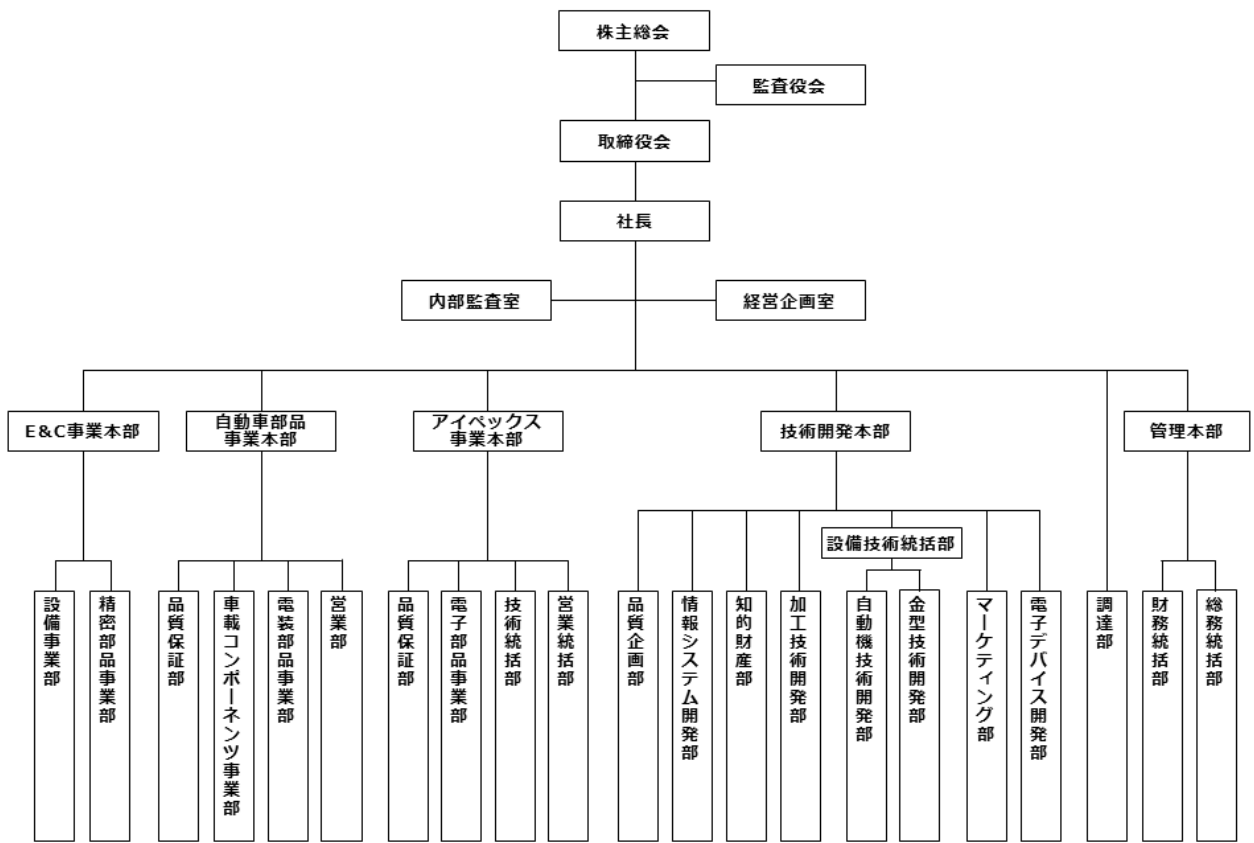 株主総会
監査役会
取締役会
社長
内部監査室
経営企画室
E&C事業本部
自動車部品
事業本部
アイペックス
事業本部
技術開発本部
管理本部
設備技術統括部
設備事業部
精密部品事業部
品質保証部
車載コンポーネンツ事業部
電装部品事業部
営業部
品質保証部
電子部品事業部
技術統括部
営業統括部
品質企画部
情報システム開発部
知的財産部
加工技術開発部
自動機技術開発部
金型技術開発部
マーケティング部
電子デバイス開発部
調達部
財務統括部
総務統括部